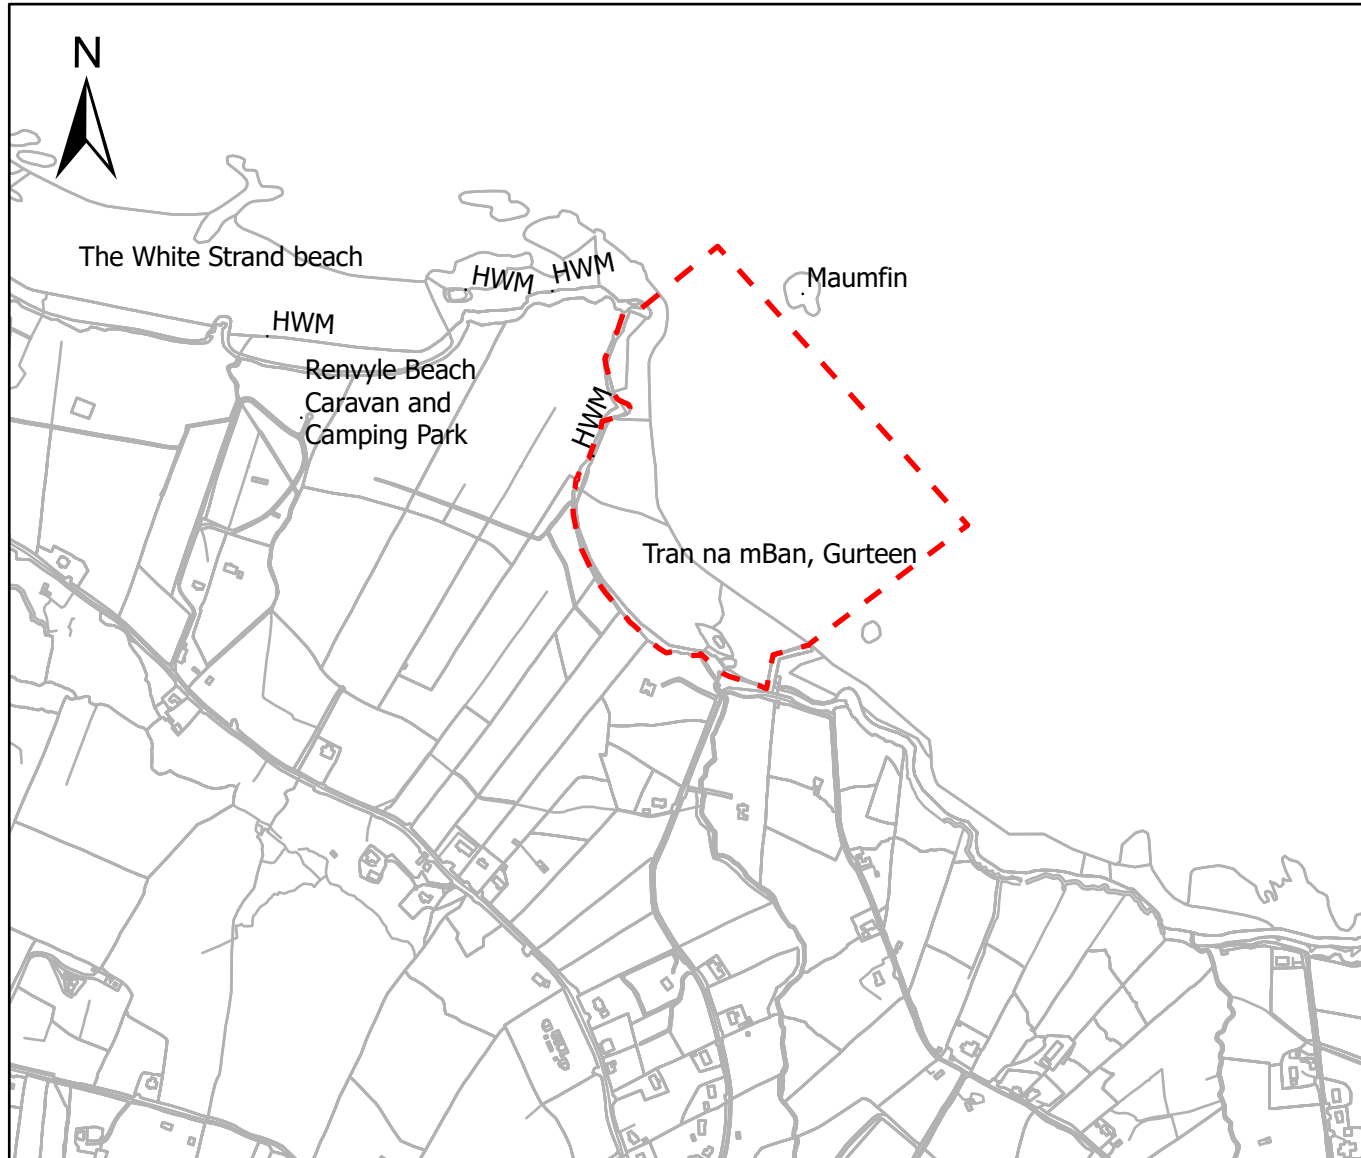 N
The White Strand beach
HWM
HWM
Maumfin
HWM
Renvyle Beach
Caravan and
Camping Park
HWM
Tran na mBan, Gurteen